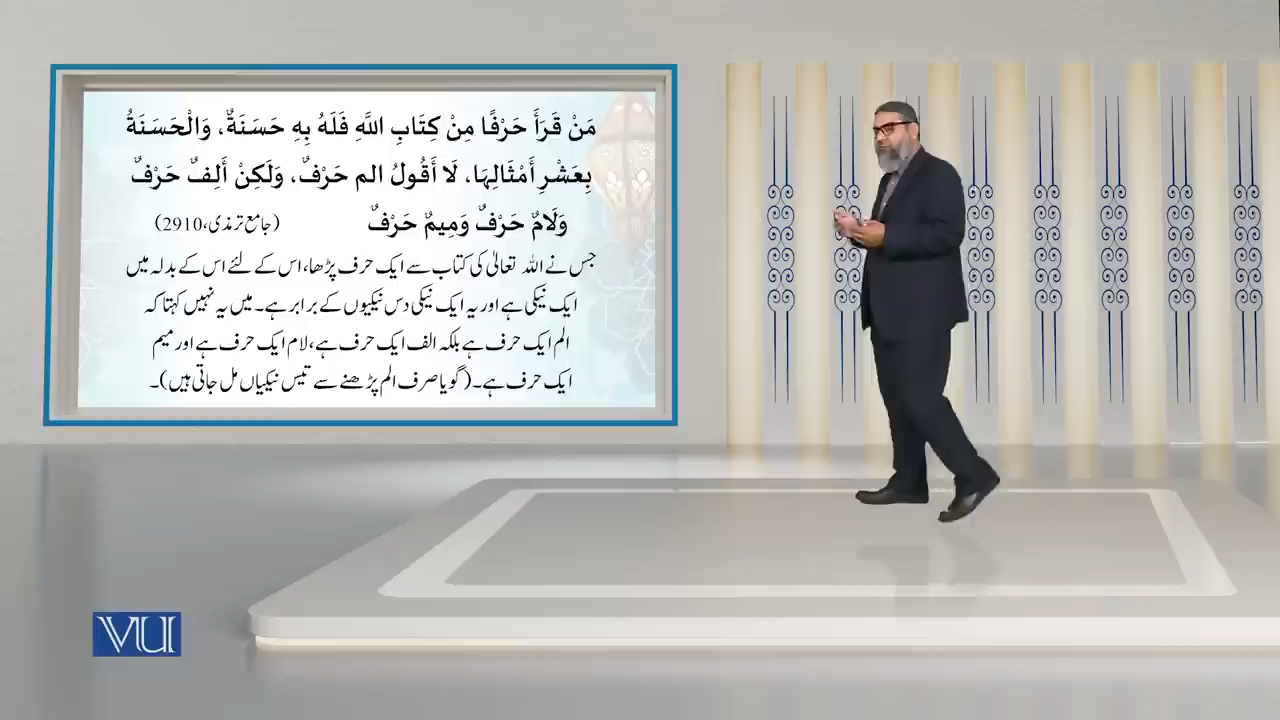 مَنْ قَرَأَ حَرْفًا مِنْ كِتَابِ اللَّهِ فَلَهُ بِهِ حَسَنَةٌ، وَالْحَسَنَةُ
بِعَشْرِ أَمْثَالِهَا، لَا أَقُولُ الم حَرْفٌ، وَلَكِنْ أَلِفٌ حَرْفٌ
وَلَامٌ حَرْفٌ وَمِيمٌ حَرْفٌ (جامع ترمذی،2910)
جس نے اللہ تعالیٰ کی کتاب سے ایک حرف پڑھا، اس کے لئے اس کے بدلہ میں
ایک نیکی ہے اور یہ ایک نیکی دس نیکیوں کے برابر ہے۔ میں یہ نہیں کہتا کہ
الم ایک حرف ہے بلکہ الف ایک حرف ہے، لام ایک حرف ہے اور میم
ایک حرف ہے۔ (گویا صرف الم پڑھنے سے تیس نیکیاں مل جاتی ہیں)۔
VU